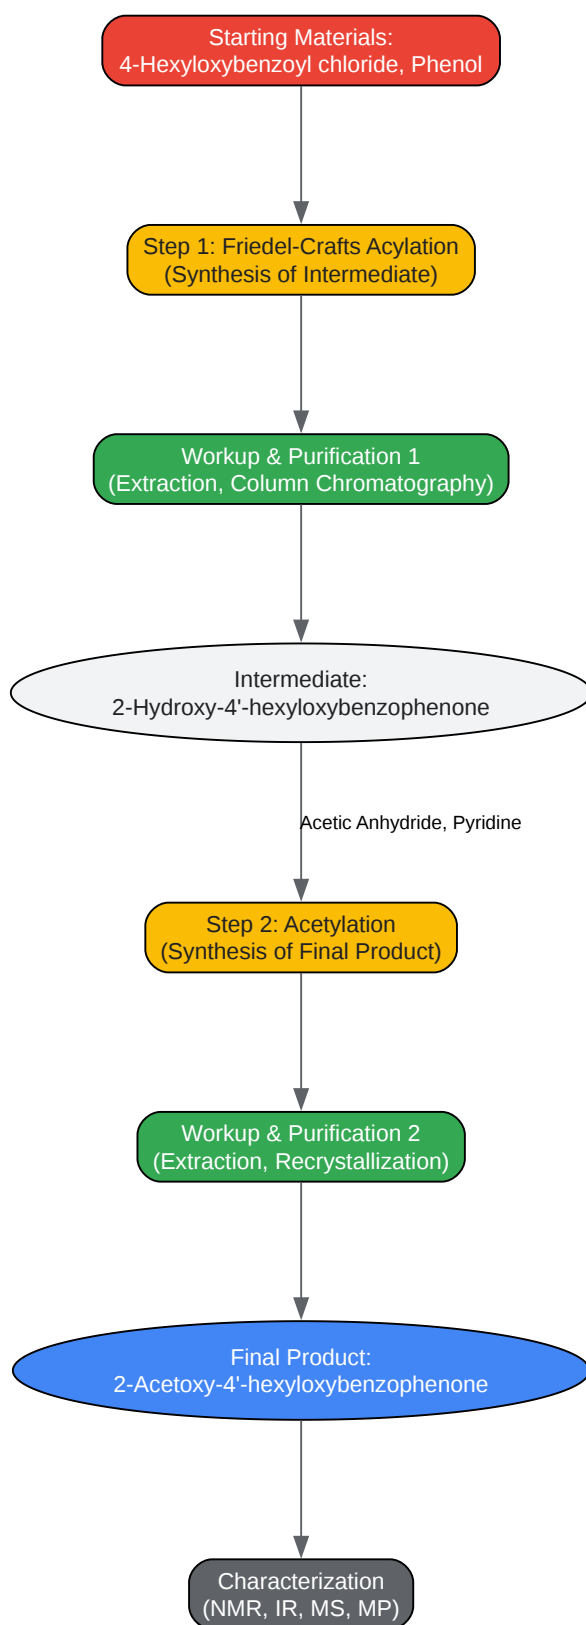 Starting Materials:
4-Hexyloxybenzoyl chloride, Phenol
Step 1: Friedel-Crafts Acylation
(Synthesis of Intermediate)
Workup & Purification 1
(Extraction, Column Chromatography)
Intermediate:
2-Hydroxy-4'-hexyloxybenzophenone
Acetic Anhydride, Pyridine
Step 2: Acetylation
(Synthesis of Final Product)
Workup & Purification 2
(Extraction, Recrystallization)
Final Product:
2-Acetoxy-4'-hexyloxybenzophenone
Characterization
(NMR, IR, MS, MP)